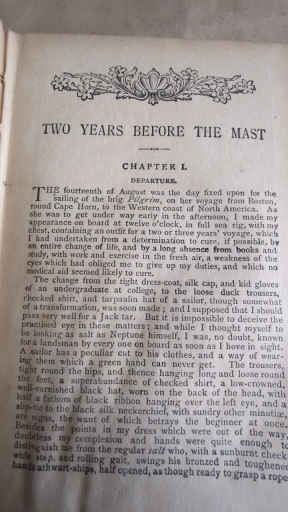 TWO YEARS BEFORE THE MAST
CHAPTER I.
DEPARTURE.
THE fourteenth of August was the day fixed upon for the
sailing of the brig Pilgrim, on her voyage from Boston,
round Cape Horn, to the Western coast of North America. As
she was to get under way early in the afternoon, I made my
appearance on board at twelve o'clock, in full sea rig, with my
chest, containing an outfit for a two or three years' voyage, which
I had undertaken from a determination to cure, if possible, by
an entire change of life, and by a long absence from books and
study, with work and exercise in the fresh air, a weakness of the
eyes which had obliged me to give up my duties, and which no
medical aid seemed likely to cure.
The change from the tight dress-coat, silk cap, and kid gloves
of an undergraduate at college, to the loose duck trousers,
checked shirt, and tarpaulin hat of a sailor, though somewhat
of a transformation, was soon made; and I supposed that I should
pass very well for a Jack tar. But it is impossible to deceive the
practised eye in these matters; and while I thought myself to
be looking as salt as Neptune himself, I was, no doubt, known
for a landsman by every one on board as soon as I hove in sight.
A sailor has a peculiar cut to his clothes, and a way of wear-
ing them which a green hand can never get. The trousers,
tight round the hips, and thence hanging long and loose round
the feet, a superabundance of checked shirt, a low-crowned,
well-varnished black hat, worn on the back of the head, with
half a fathom of black ribbon hanging over the left eye, and a
slip-tie to the black silk neckerchief, with sundry other minutiæ,
are signs, the want of which betrays the beginner at once.
Besides the points in my dress which were out of the way,
doubtless my complexion and hands were quite enough to
distinguish me from the regular salt who, with a sunburnt cheek,
wide step, and rolling gait, swings his bronzed and toughened
hands athwart-ships, half opened, as though ready to grasp a rope